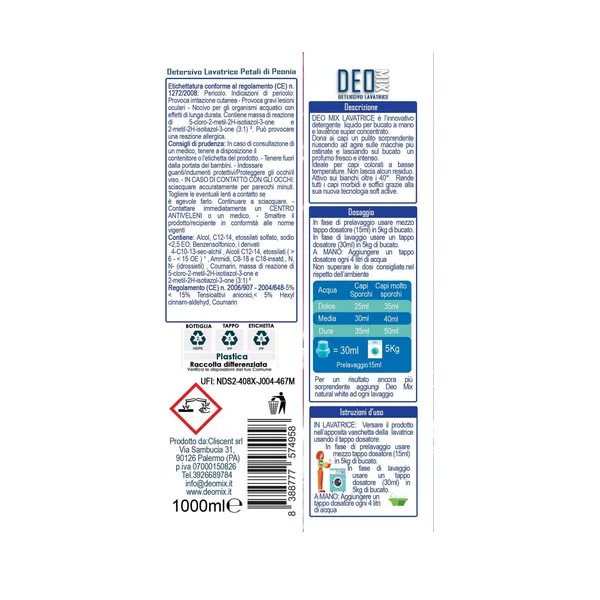 Detersivo Lavatrice Petali di Peonia
Etichettatura conforme al regolamento (CE) n.
1272/2008: Pericolo. Indicazioni di pericolo:
Provoca irritazione cutanea - Provoca gravi lesioni
oculari - Nocivo per gli organismi acquatici con
effetti di lunga durata. Contiene massa di reazione
di 5-cloro-2-metil-2H-isotiazol-3-one e
2-metil-2H-isotiazol-3-one (3:1) ³. Può provocare
una reazione allergica.
Consigli di prudenza: In caso di consultazione di
un medico, tenere a disposizione il
contenitore o l'etichetta del prodotto. - Tenere fuori
dalla portata dei bambini. - Indossare
guanti/indumenti protettivi/Proteggere gli occhi/il
viso. - IN CASO DI CONTATTO CON GLI OCCHI:
sciacquare accuratamente per parecchi minuti.
Togliere le eventuali lenti a contatto se
è agevole farlo. Continuare a sciacquare. -
Contattare immediatamente un CENTRO
ANTIVELENI o un medico. - Smaltire il
prodotto/recipiente in conformità alle norme
vigenti
Contiene: Alcol, C12-14, etossilati, solfato, sodio
<2,5 EO, Benzensolfonico, i derivati
4-C10-13-sec-alchil , Alcoli C12-14, etossilati ( >
6 - < 15 OE ) ¹ , Ammidi, C8-18 e C18-insatd., N,
N- (idrossietil) , Coumarin, massa di reazione di
5-cloro-2-metil-2H-isotiazol-3-one e
2-metil-2H-isotiazol-3-one (3:1) ³
Regolamento (CE) n. 2006/907 - 2004/648-5%
< 15% Tensioattivi anionici,< 5% Hexyl
cinnam-aldehyd, Coumarin
BOTTIGLIA TAPPO ETICHETTA
HDPE PP PP
Plastica
Raccolta differenziata
Verifica le disposizioni del tuo Comune
UFI: NDS2-408X-J004-467M
Prodotto da:Cliscent srl
Via Sambucia 31,
90157 Palermo (PA)
p.iva 07000150826
Tel.3926689784
info@deomix.it
www.deomix.it
1000ml℮
8 388777 574958
DEO MIX
DETERSIVO LAVATRICE
Descrizione
DEO MIX LAVATRICE è l'innovativo
detergente liquido per bucato a mano
e lavatrice super concentrato.
Dona ai capi un pulito sorprendente
riuscendo ad agire sulle macchie più
ostinate e lasciando sul bucato un
profumo fresco e intenso.
Ideale per capi colorati a basse
temperature. Non lascia alcun residuo.
Attivo su bianchi oltre i 40°. Rende
tutti i capi morbidi e soffici grazie alla
sua nuova tecnologia soft active.
Dosaggio
In fase di prelavaggio usare mezzo
tappo dosatore (15ml) in 5kg di bucato.
In fase di lavaggio usare un tappo
dosatore (30ml) in 5kg di bucato.
A MANO: Aggiungere un tappo
dosatore ogni 4 litri di acqua
Non superare le dosi consigliate,nel
rispetto dell'ambiente
Acqua Capi Sporchi Capi molto sporchi
Dolce 25ml 35ml
Media 30ml 40ml
Dura 35ml 50ml
= 30ml 5Kg
Prelavaggio15ml
Per un risultato ancora più
sorprendente aggiungi Deo Mix
natural white ad ogni lavaggio
Istruzioni d'uso
IN LAVATRICE: Versare il prodotto
nell'apposita vaschetta della lavatrice
usando il tappo dosatore.
In fase di prelavaggio usare
mezzo tappo dosatore (15ml)
in 5kg di bucato.
In fase di lavaggio
usare un tappo
dosatore (30ml) in
5kg di bucato.
A MANO: Aggiungere un
tappo dosatore ogni 4 litri
di acqua